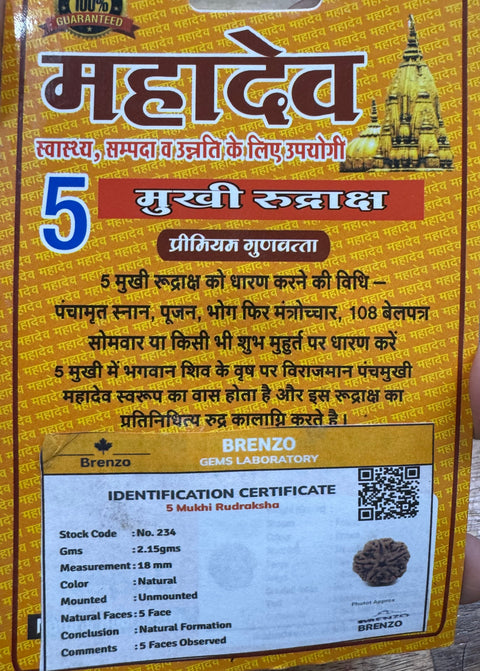 100%
GUARANTEED
महादेव
स्वास्थ्य, सम्पदा व उन्नति के लिए उपयोगी
5 मुखी रुद्राक्ष
प्रीमियम गुणवत्ता
5 मुखी रूद्राक्ष को धारण करने की विधि –
पंचामृत स्नान, पूजन, भोग फिर मंत्रोच्चार, 108 बेलपत्र
सोमवार या किसी भी शुभ मुहुर्त पर धारण करें
5 मुखी में भगवान शिव के वृष पर विराजमान पंचमुखी
महादेव स्वरूप का वास होता है और इस रूद्राक्ष का
प्रतिनिधित्य रुद्र कालाग्नि करते है।
Brenzo
BRENZO
GEMS LABORATORY
IDENTIFICATION CERTIFICATE
5 Mukhi Rudraksha
Stock Code : No. 234
Gms : 2.15gms
Measurement : 18 mm
Color : Natural
Mounted : Unmounted
Natural Faces : 5 Face
Conclusion : Natural Formation
Comments : 5 Faces Observed
Photot Approx
BRENZO